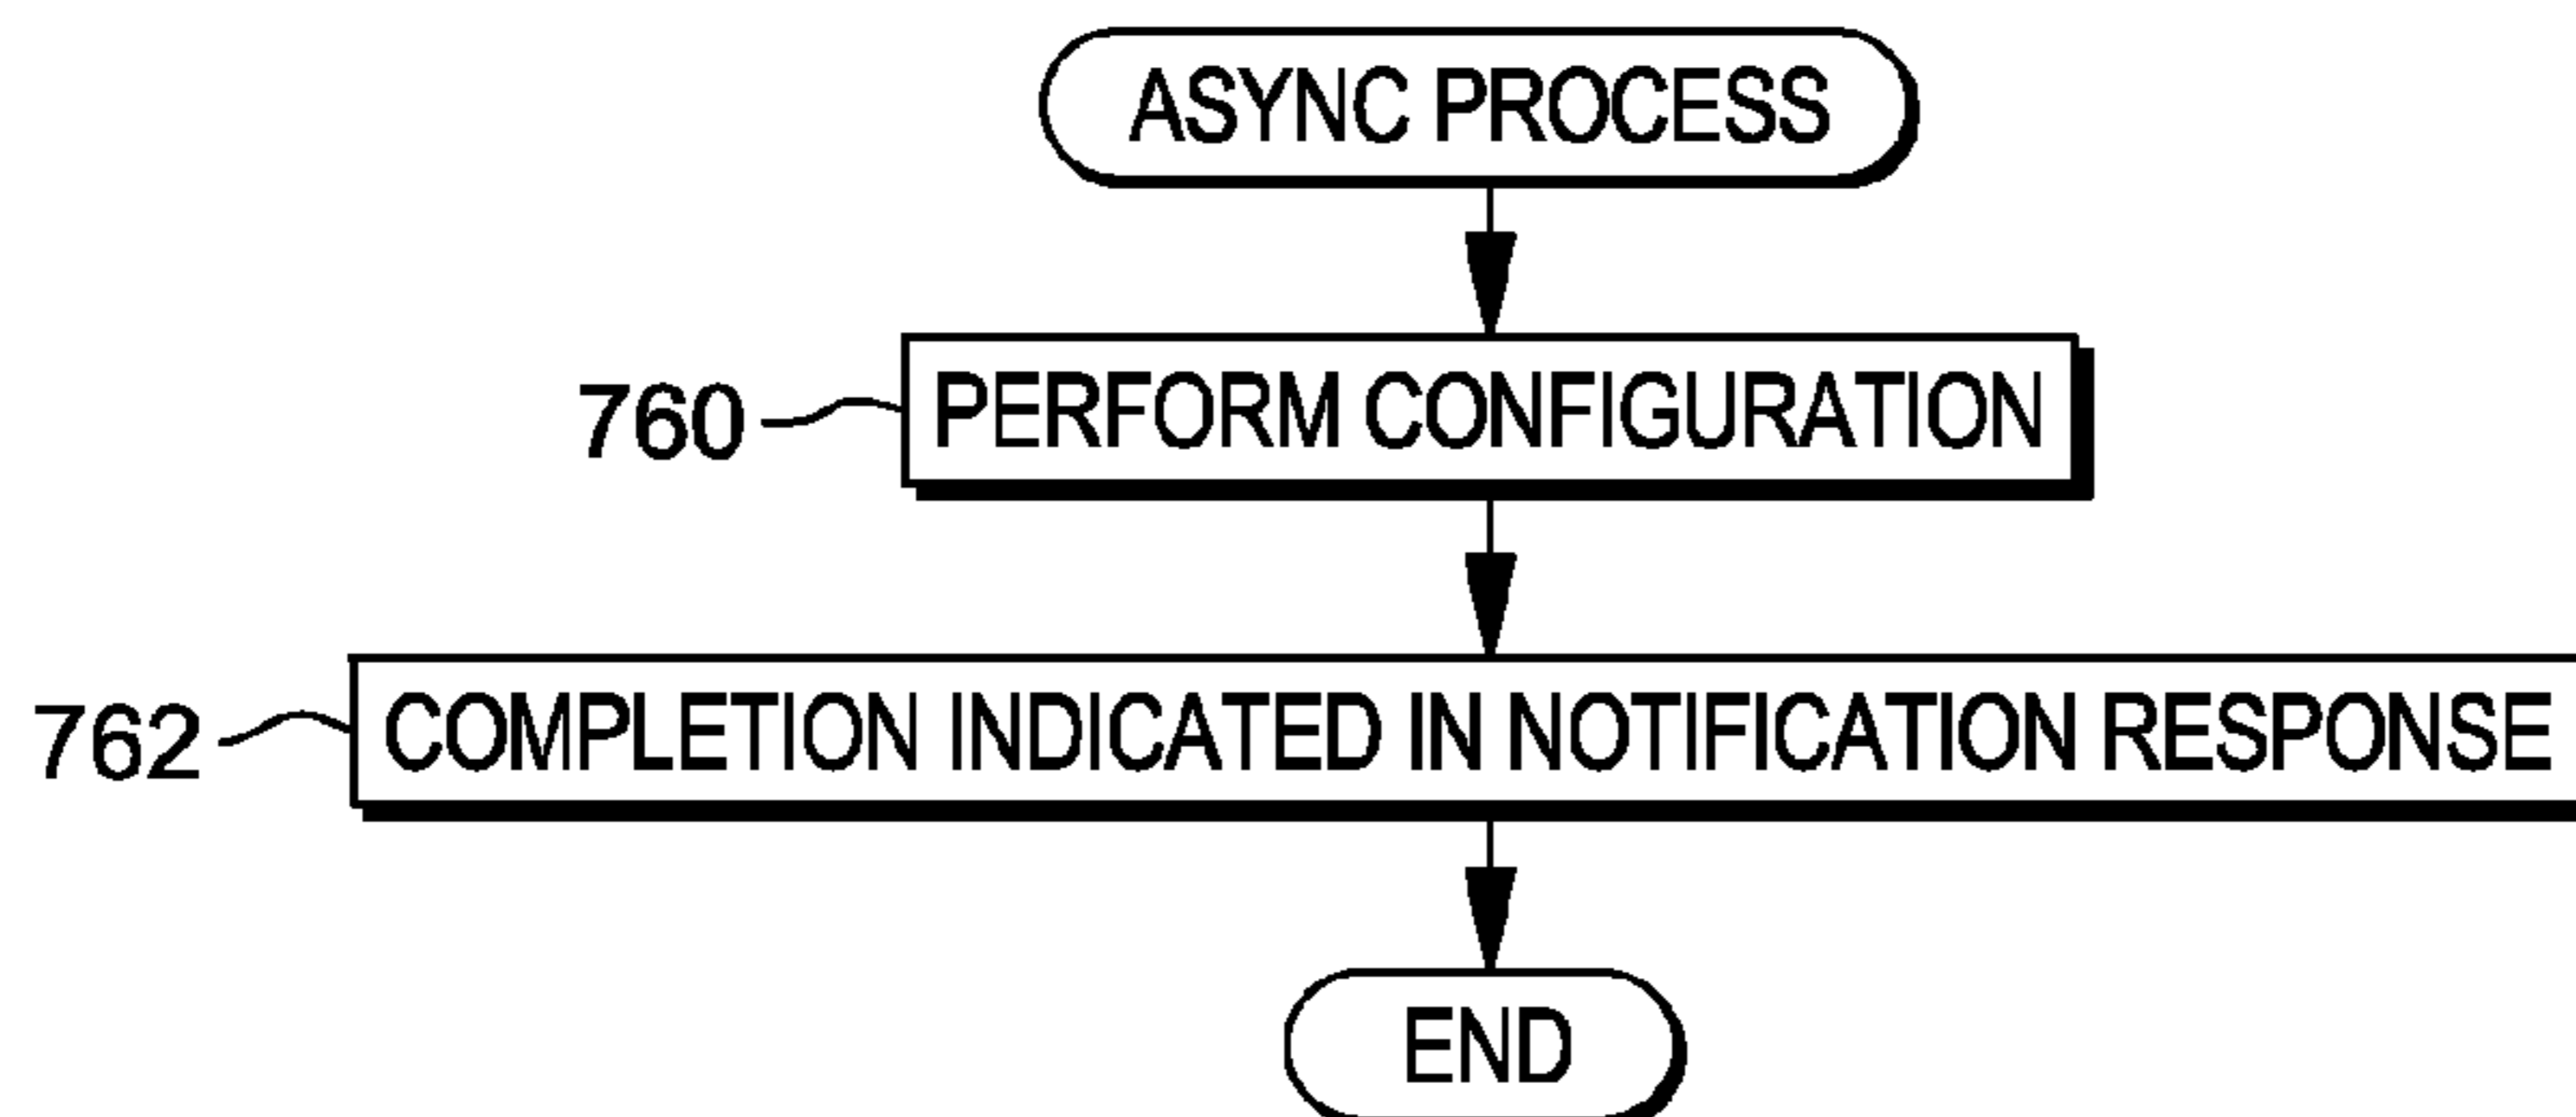 ASYNC PROCESS
760 PERFORM CONFIGURATION
762 COMPLETION INDICATED IN NOTIFICATION RESPONSE
END